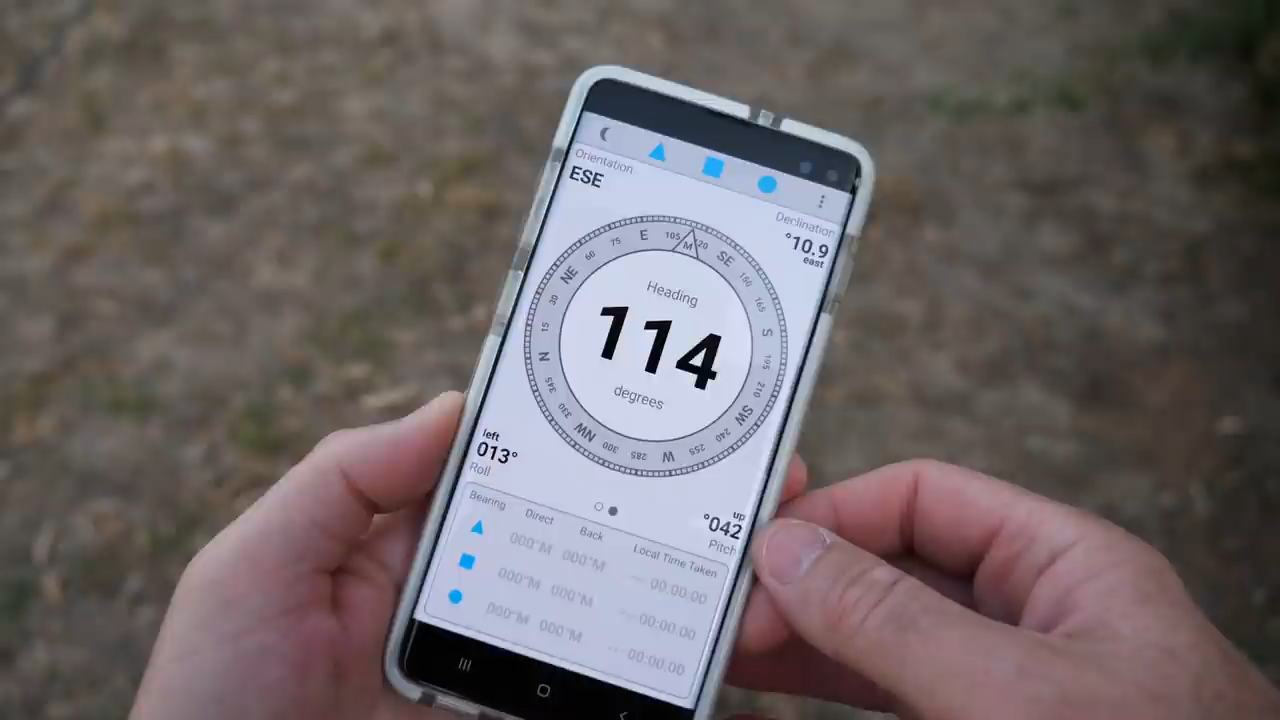 Orientation
ESE
Declination
°10.9
east
E
105
M
20
SE
150
165
S
195
210
SW
240
255
W
285
300
NW
330
345
N
15
30
NE
60
75
Heading
114
degrees
left
013°
Roll
up
°042
Pitch
Bearing Direct Back Local Time Taken
000°M 000°M --- 00:00:00
000°M 000°M --- 00:00:00
000°M 000°M --- 00:00:00